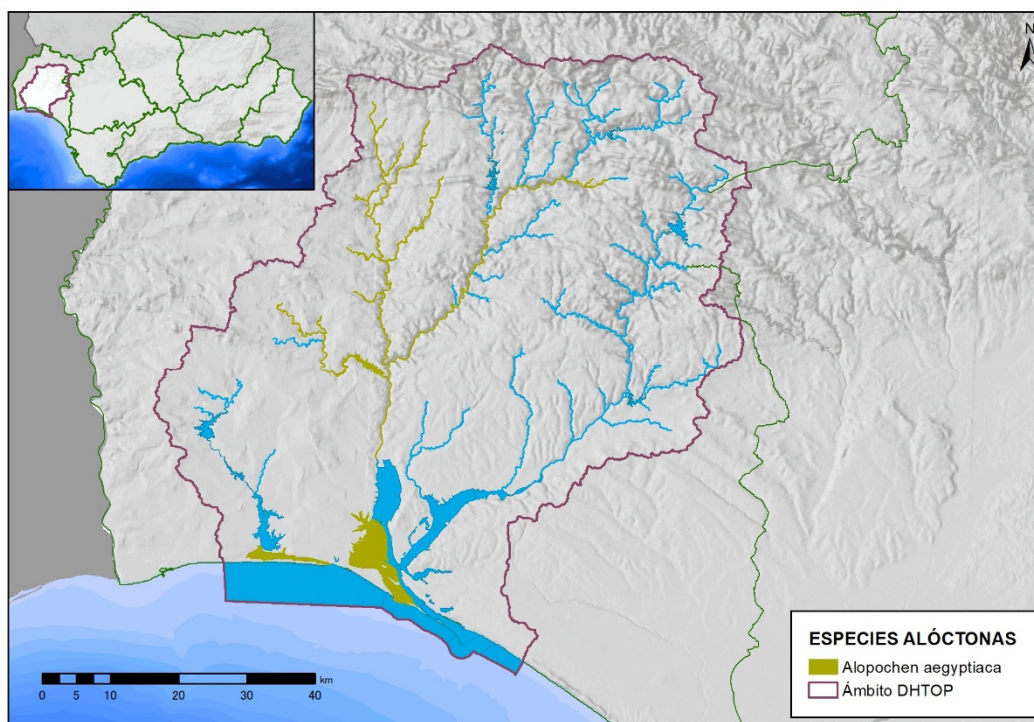 N
0 5 10 20 30 40 km
ESPECIES ALÓCTONAS
Alopochen aegyptiaca
Ámbito DHTOP